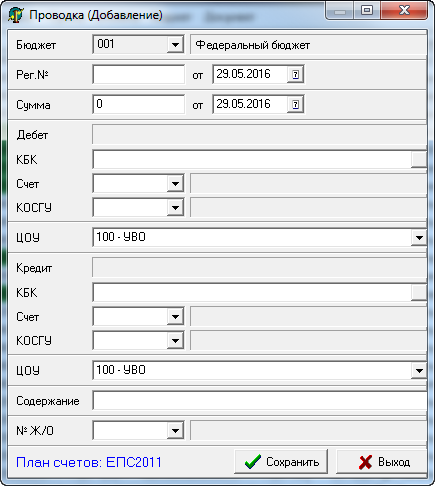 Проводка (Добавление)
Бюджет 001 Федеральный бюджет
Рег.№ от 29.05.2016 ?
Сумма 0 от 29.05.2016 ?
Дебет
КБК
Счет
КОСГУ
ЦОУ 100 - УВО
Кредит
КБК
Счет
КОСГУ
ЦОУ 100 - УВО
Содержание
№ Ж/О
План счетов: ЕПС2011 Сохранить Выход